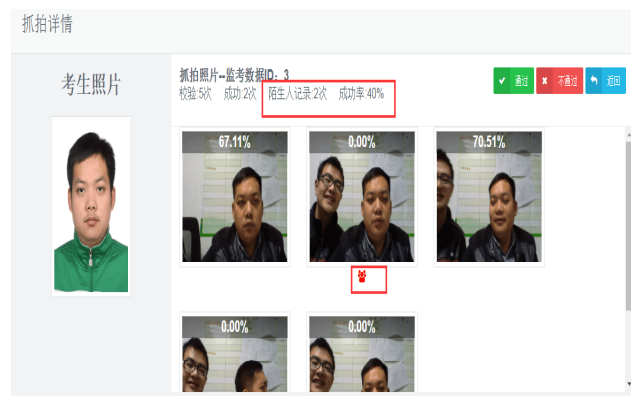 抓拍详情
考生照片
抓拍照片--监考数据ID：3
校验:5次 成功:2次 陌生人记录:2次 成功率:40%
通过 不通过 返回
67.11% 0.00% 70.51%
0.00% 0.00%